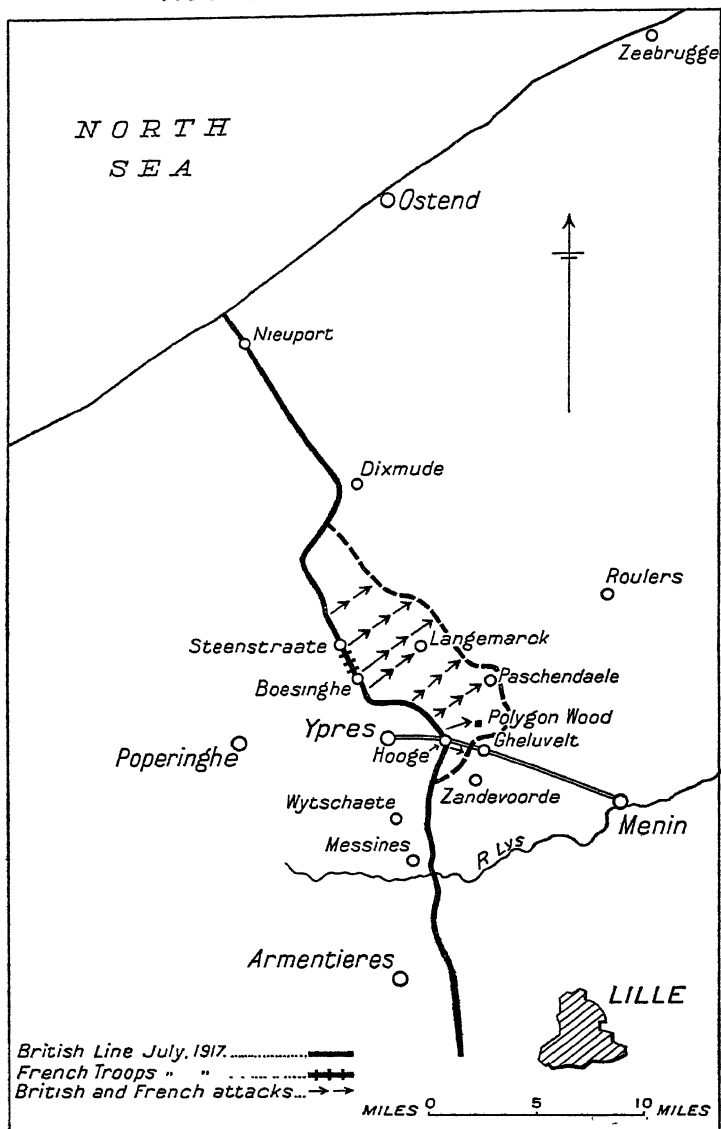 Zeebrugge
NORTH
SEA
Ostend
Nieuport
Dixmude
Roulers
Steenstraate
Langemarck
Boesinghe
Paschendaele
Polygon Wood
Ypres
Gheluvelt
Hooge
Poperinghe
Zandevoorde
Wytschaete
Menin
Messines
R Lys
Armentieres
LILLE
British Line July, 1917.
French Troops " "
British and French attacks...
MILES 0 5 10 MILES